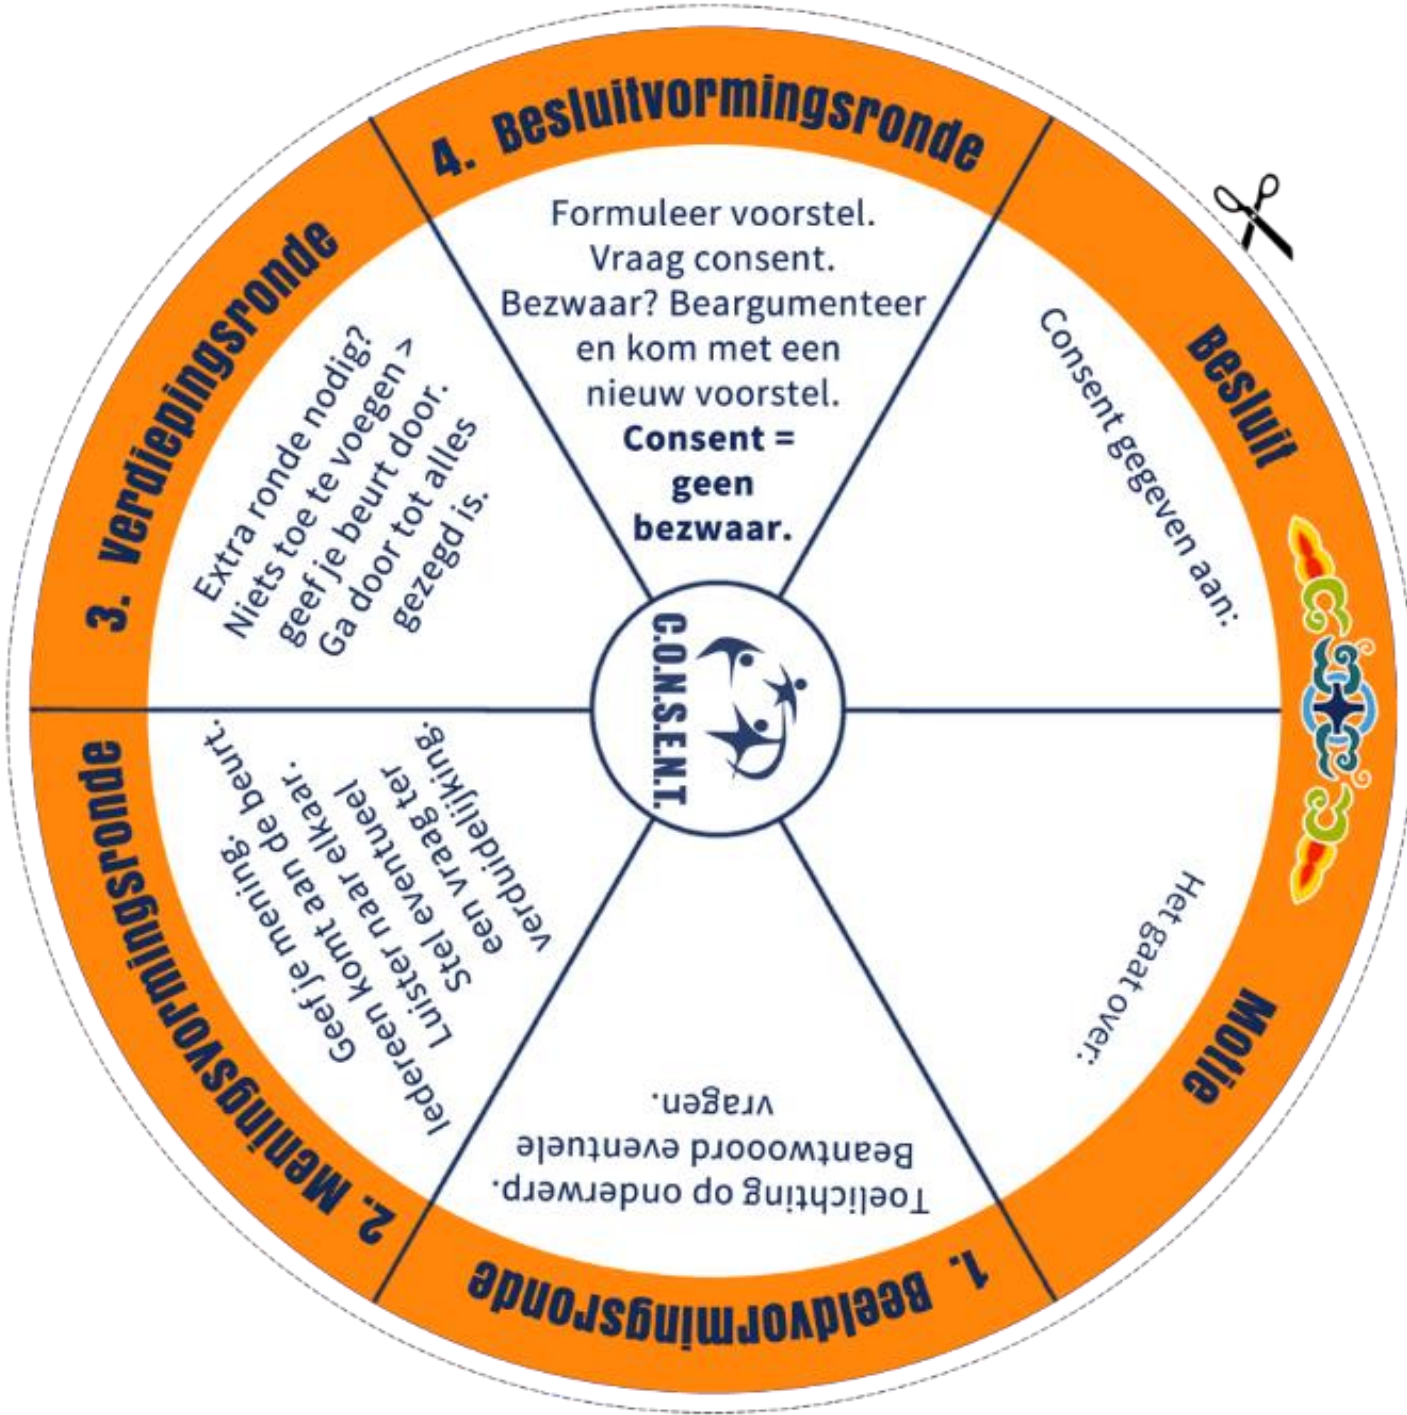 Motie
Het gaat over:
1. Beeldvormingsronde
Toelichting op onderwerp.
Beantwooord eventuele
vragen.
2. Meningsvormingsronde
Geef je mening.
Iedereen komt aan de beurt.
Luister naar elkaar.
Stel eventueel
een vraag ter
verduidelijking.
3. Verdiepingsronde
Extra ronde nodig?
Niets toe te voegen >
geef je beurt door.
Ga door tot alles
gezegd is.
4. Besluitvormingsronde
Formuleer voorstel.
Vraag consent.
Bezwaar? Beargumenteer
en kom met een
nieuw voorstel.
Consent =
geen
bezwaar.
Besluit
Consent gegeven aan:
C.O.N.S.E.N.T.